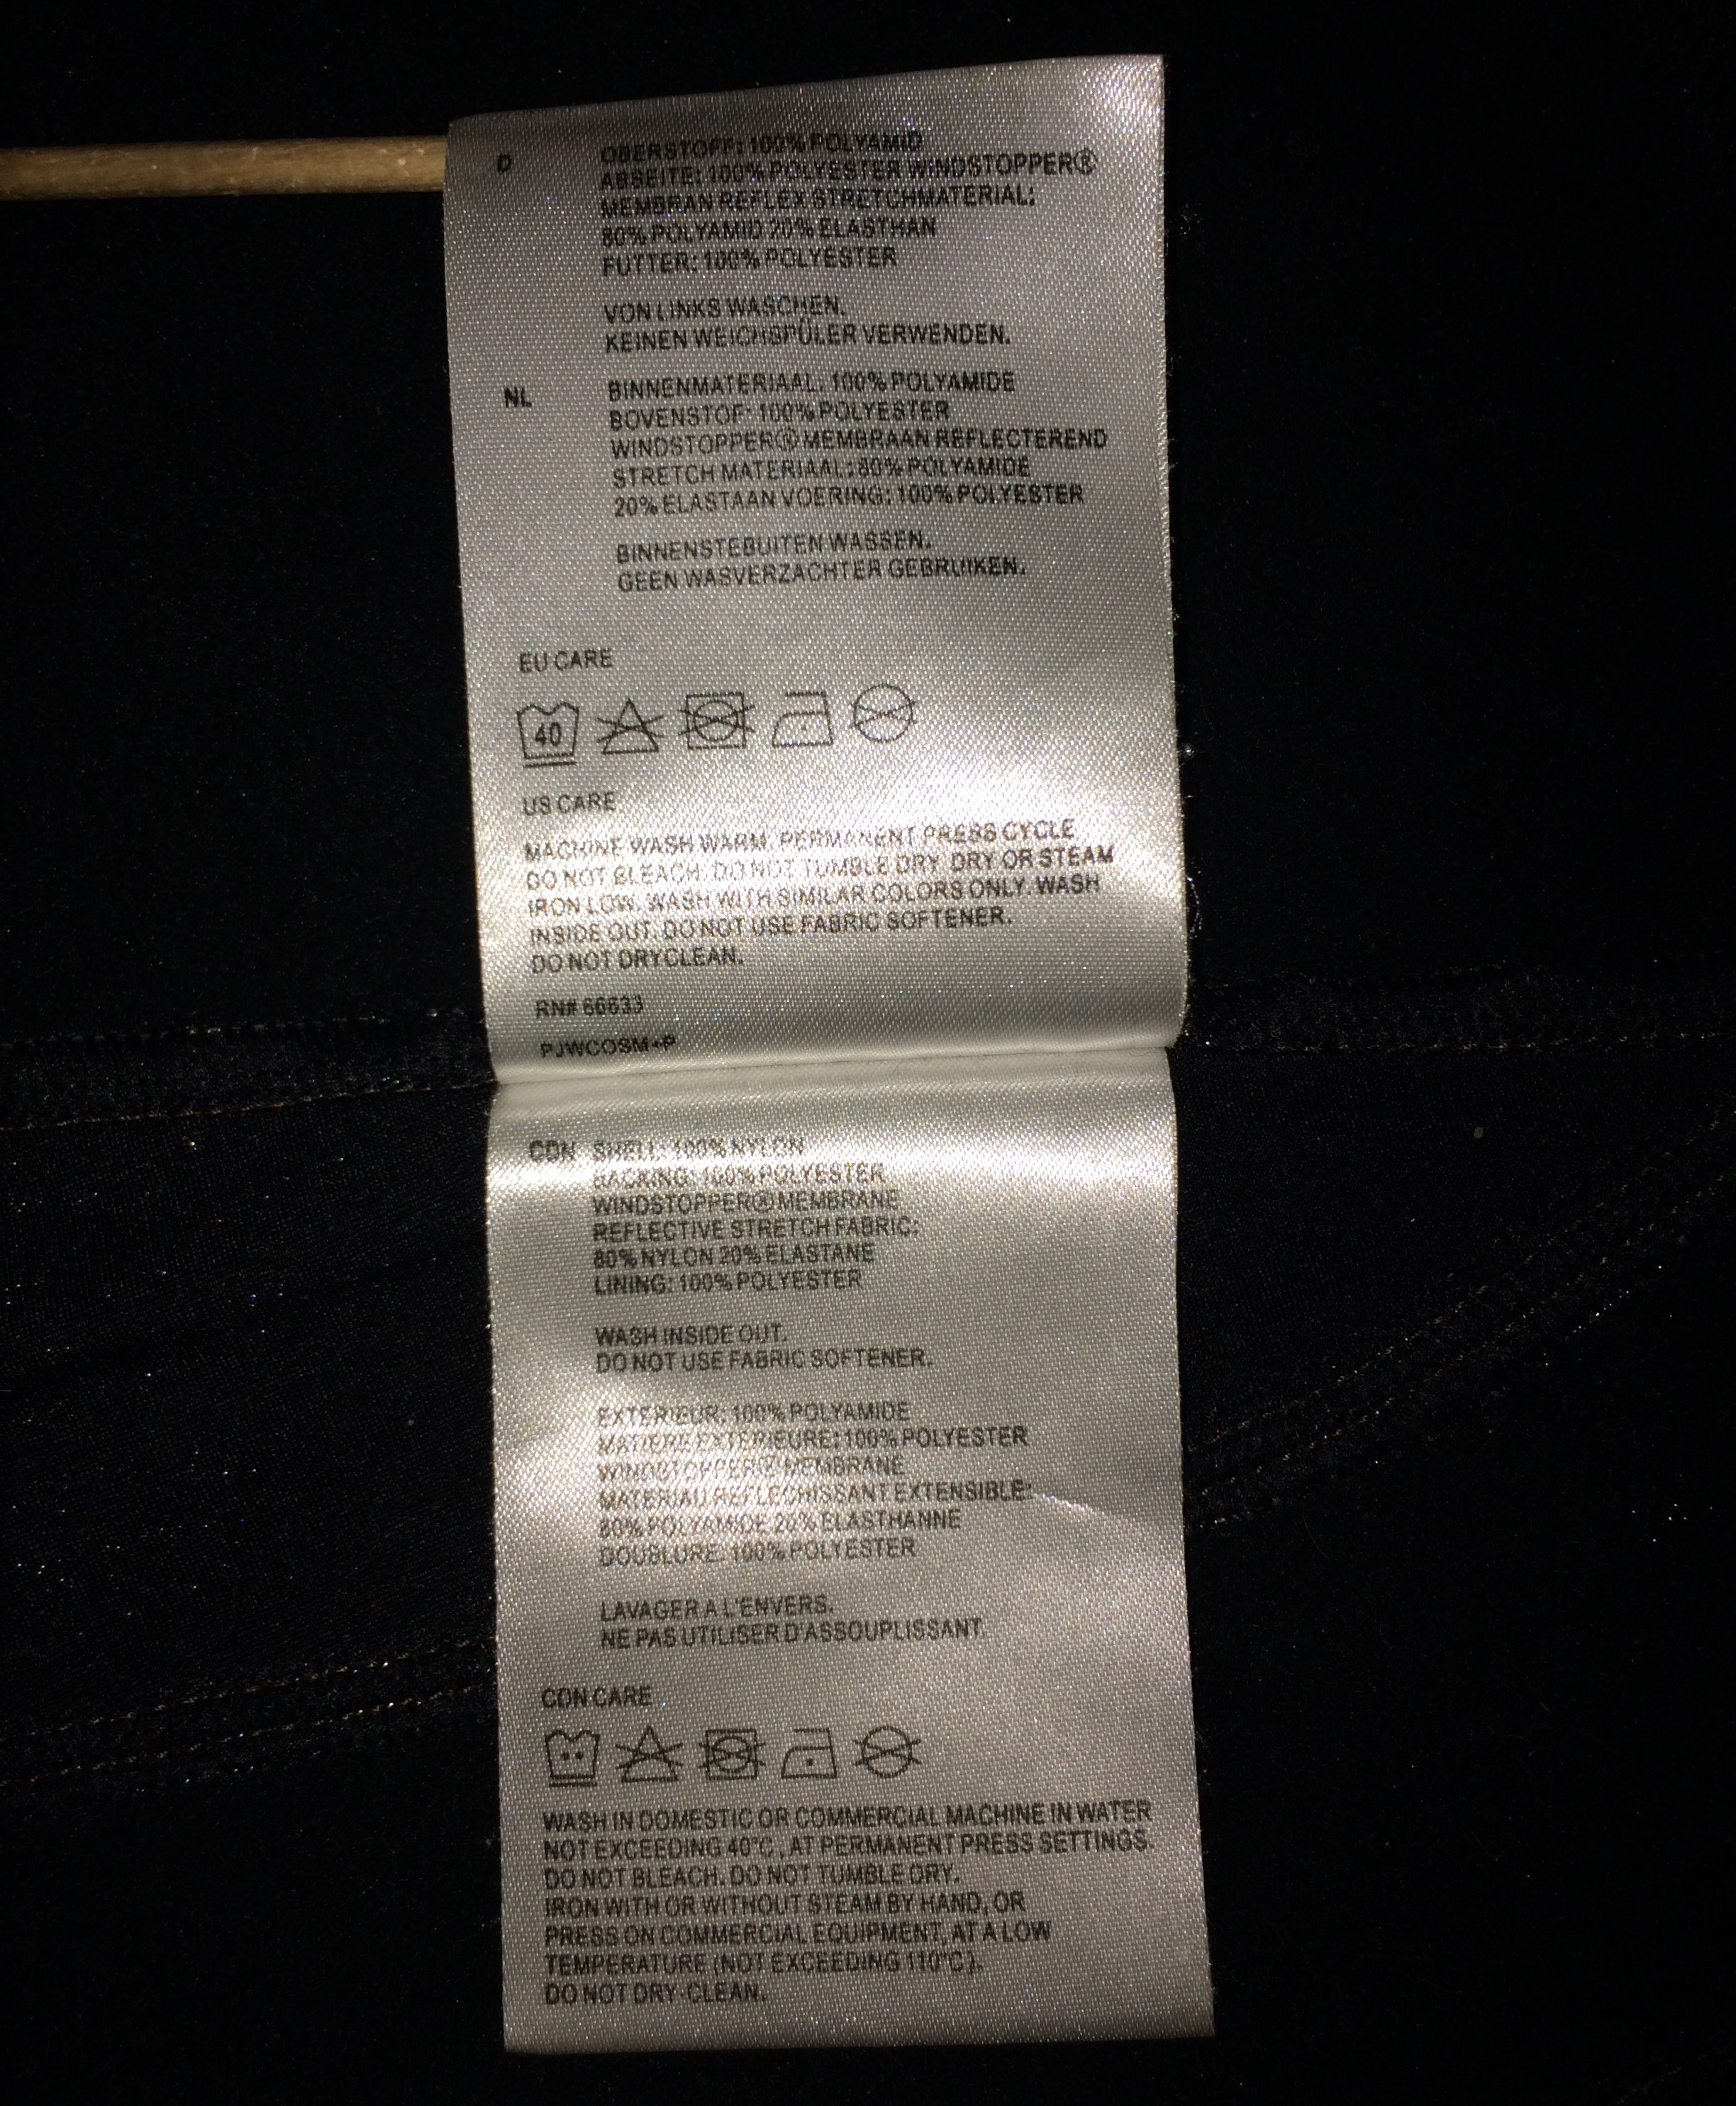 D
OBERSTOFF: 100% POLYAMID
ABSEITE: 100% POLYESTER WINDSTOPPER®
MEMBRAN REFLEX STRETCHMATERIAL:
80% POLYAMID 20% ELASTHAN
FUTTER: 100% POLYESTER
VON LINKS WASCHEN.
KEINEN WEICHSPÜLER VERWENDEN.
NL
BINNENMATERIAAL: 100% POLYAMIDE
BOVENSTOF: 100% POLYESTER
WINDSTOPPER® MEMBRAAN REFLECTEREND
STRETCH MATERIAAL: 80% POLYAMIDE
20% ELASTAAN VOERING: 100% POLYESTER
BINNENSTEBUITEN WASSEN.
GEEN WASVERZACHTER GEBRUIKEN.
EU CARE
40
US CARE
MACHINE WASH WARM. PERMANENT PRESS CYCLE
DO NOT BLEACH. DO NOT TUMBLE DRY. DRY OR STEAM
IRON LOW. WASH WITH SIMILAR COLORS ONLY. WASH
INSIDE OUT. DO NOT USE FABRIC SOFTENER.
DO NOT DRYCLEAN.
RN# 66633
PJWCOSM+P
CDN SHELL: 100% NYLON
BACKING: 100% POLYESTER
WINDSTOPPER® MEMBRANE
REFLECTIVE STRETCH FABRIC:
80% NYLON 20% ELASTANE
LINING: 100% POLYESTER
WASH INSIDE OUT.
DO NOT USE FABRIC SOFTENER.
EXTERIEUR: 100% POLYAMIDE
MATIERE EXTERIEURE: 100% POLYESTER
WINDSTOPPER® MEMBRANE
MATERIAU REFLECHISSANT EXTENSIBLE:
80% POLYAMIDE 20% ELASTHANNE
DOUBLURE: 100% POLYESTER
LAVAGER A L'ENVERS.
NE PAS UTILISER D'ASSOUPLISSANT.
CDN CARE
WASH IN DOMESTIC OR COMMERCIAL MACHINE IN WATER
NOT EXCEEDING 40°C, AT PERMANENT PRESS SETTINGS.
DO NOT BLEACH. DO NOT TUMBLE DRY.
IRON WITH OR WITHOUT STEAM BY HAND, OR
PRESS ON COMMERCIAL EQUIPMENT, AT A LOW
TEMPERATURE (NOT EXCEEDING 110°C).
DO NOT DRY-CLEAN.